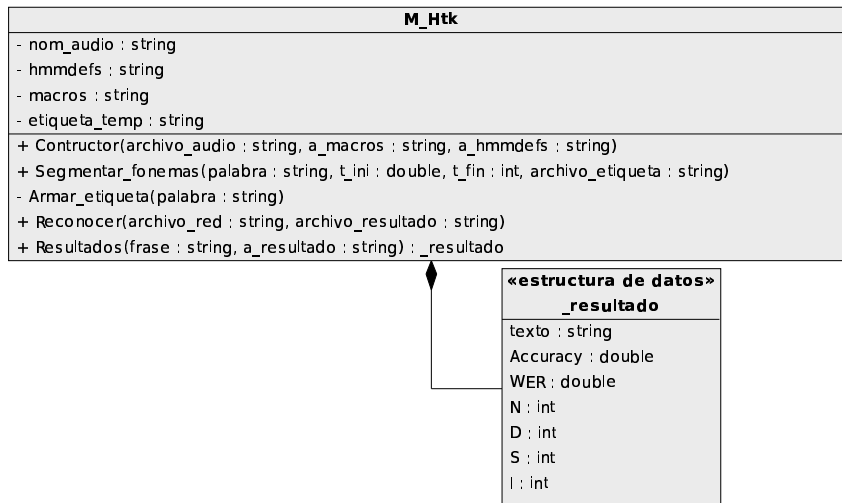 M_Htk
- nom_audio : string
- hmmdefs : string
- macros : string
- etiqueta_temp : string
+ Contructor(archivo_audio : string, a_macros : string, a_hmmdefs : string)
+ Segmentar_fonemas(palabra : string, t_ini : double, t_fin : int, archivo_etiqueta : string)
- Armar_etiqueta(palabra : string)
+ Reconocer(archivo_red : string, archivo_resultado : string)
+ Resultados(frase : string, a_resultado : string) : _resultado
«estructura de datos»
_resultado
texto : string
Accuracy : double
WER : double
N : int
D : int
S : int
I : int